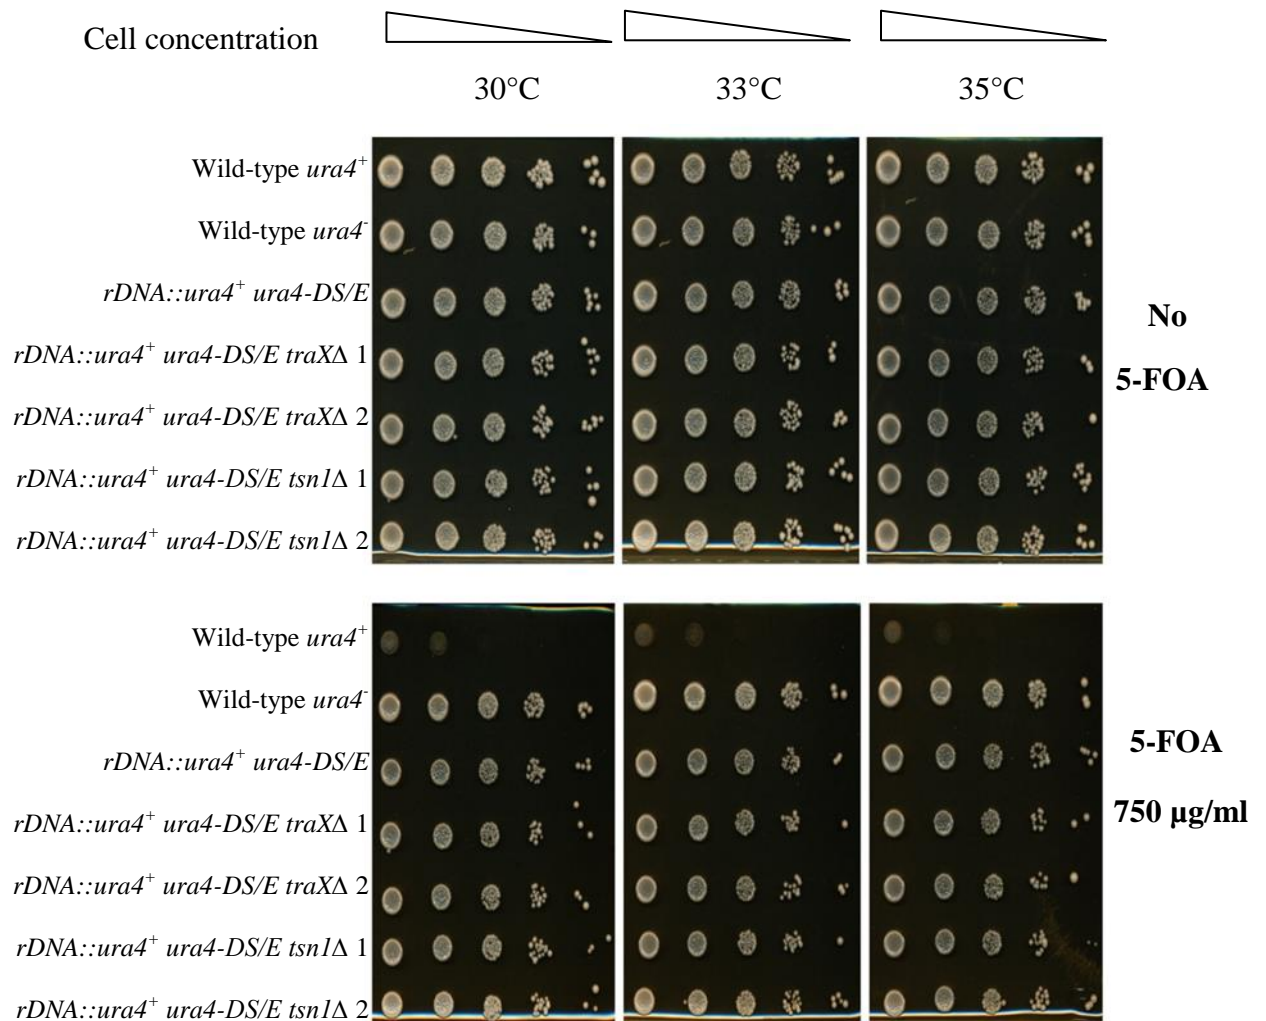 Cell concentration
30°C 33°C 35°C
Wild-type ura4⁺
Wild-type ura4⁻
rDNA::ura4⁺ ura4-DS/E
rDNA::ura4⁺ ura4-DS/E traXΔ 1
rDNA::ura4⁺ ura4-DS/E traXΔ 2
rDNA::ura4⁺ ura4-DS/E tsn1Δ 1
rDNA::ura4⁺ ura4-DS/E tsn1Δ 2
No
5-FOA
Wild-type ura4⁺
Wild-type ura4⁻
rDNA::ura4⁺ ura4-DS/E
rDNA::ura4⁺ ura4-DS/E traXΔ 1
rDNA::ura4⁺ ura4-DS/E traXΔ 2
rDNA::ura4⁺ ura4-DS/E tsn1Δ 1
rDNA::ura4⁺ ura4-DS/E tsn1Δ 2
5-FOA
750 µg/ml